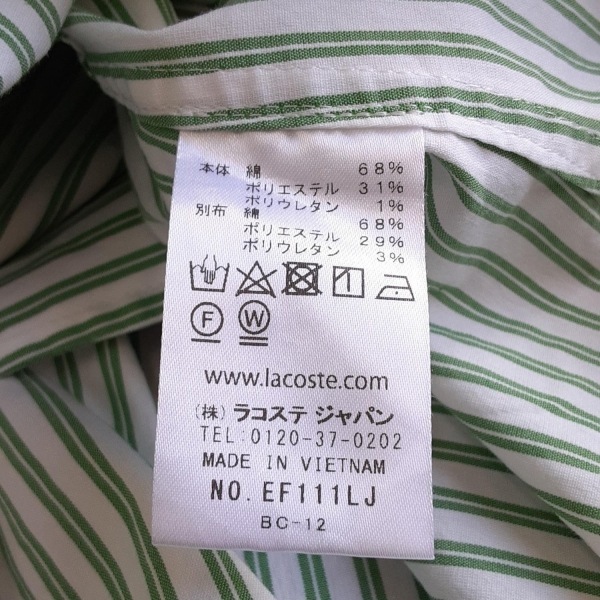 本体 綿 68%
ポリエステル 31%
ポリウレタン 1%
別布 綿 68%
ポリエステル 29%
ポリウレタン 3%
F W
www.lacoste.com
(株) ラコステ ジャパン
TEL:0120-37-0202
MADE IN VIETNAM
NO. EF111LJ
BC-12